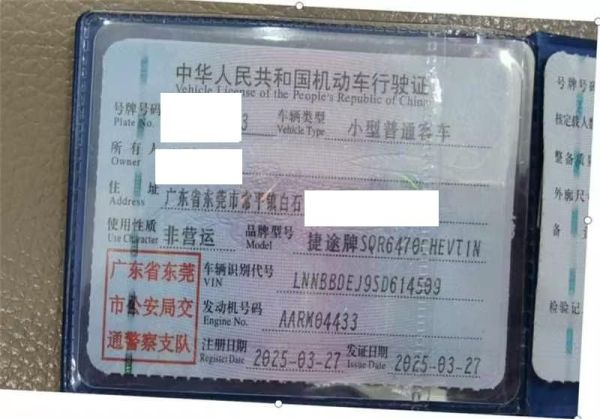 中华人民共和国机动车行驶证
Vehicle License of the People's Republic of China
号牌号码 3 车辆类型 小型普通客车
Plate No. Vehicle Type
所有人
Owner
住址 广东省东莞市常平镇白石
Address
使用性质 非营运 品牌型号 捷途牌SQR6470CHEVT1N
Use Character Model
广东省东莞
市公安局交
通警察支队
车辆识别代号 LNNBBDEJ9SD614599
VIN
发动机号码 AARM04433
Engine No.
注册日期 2025-03-27 发证日期 2025-03-27
Register Date Issue Date
号牌号
核定载人
整备质
外廓尺
备
检验记